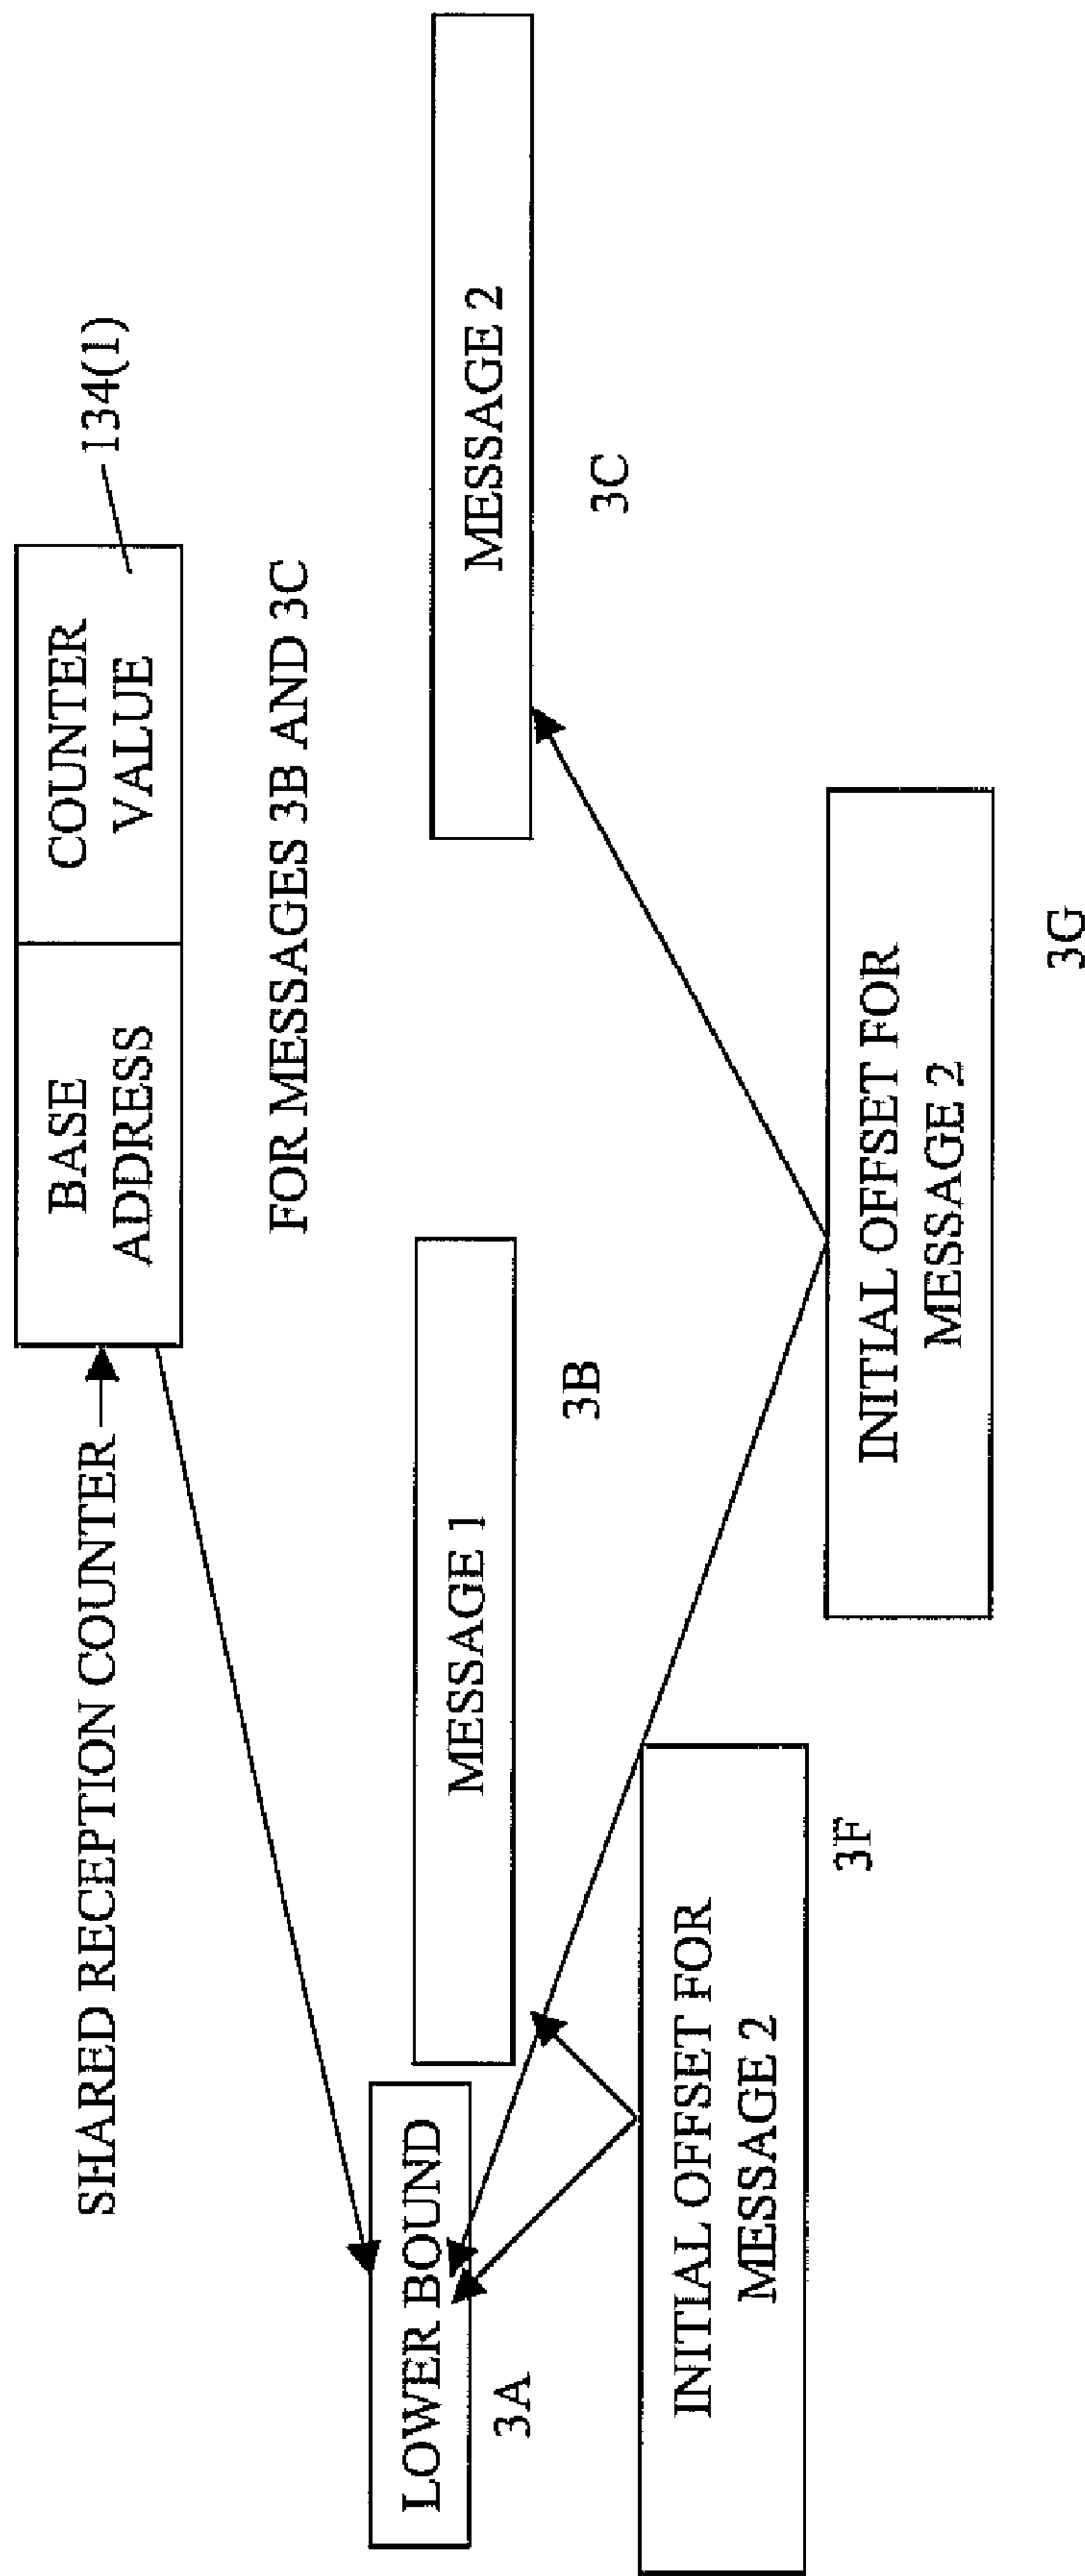 SHARED RECEPTION COUNTER
BASE
ADDRESS
COUNTER
VALUE
134(1)
FOR MESSAGES 3B AND 3C
LOWER BOUND
3A
MESSAGE 1
3B
MESSAGE 2
3C
INITIAL OFFSET FOR
MESSAGE 2
3F
INITIAL OFFSET FOR
MESSAGE 2
3G